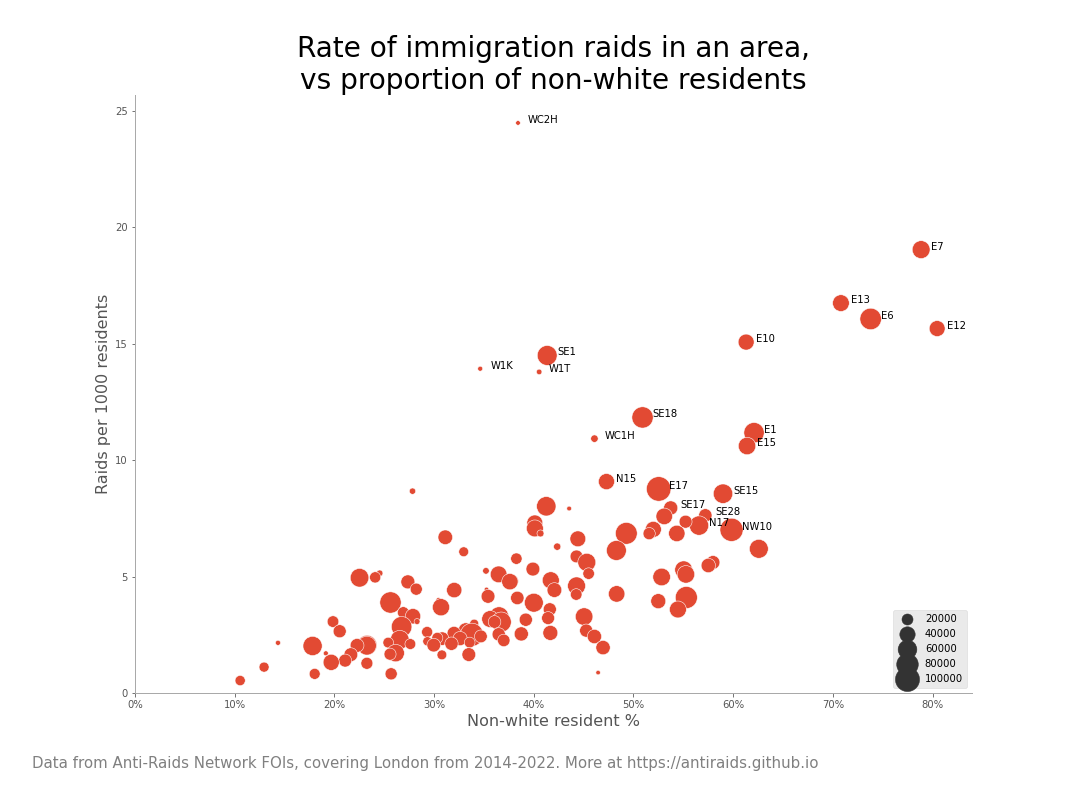 Rate of immigration raids in an area,
vs proportion of non-white residents
25
WC2H
20
E7
E13
E6
E12
E10
15
SE1
W1K
W1T
SE18
E1
WC1H
E15
10
N15
E17
SE15
SE17
SE28
N17
NW10
5
20000
40000
60000
80000
100000
0
Raids per 1000 residents
0%
10%
20%
30%
40%
50%
60%
70%
80%
Non-white resident %
Data from Anti-Raids Network FOIs, covering London from 2014-2022. More at https://antiraids.github.io